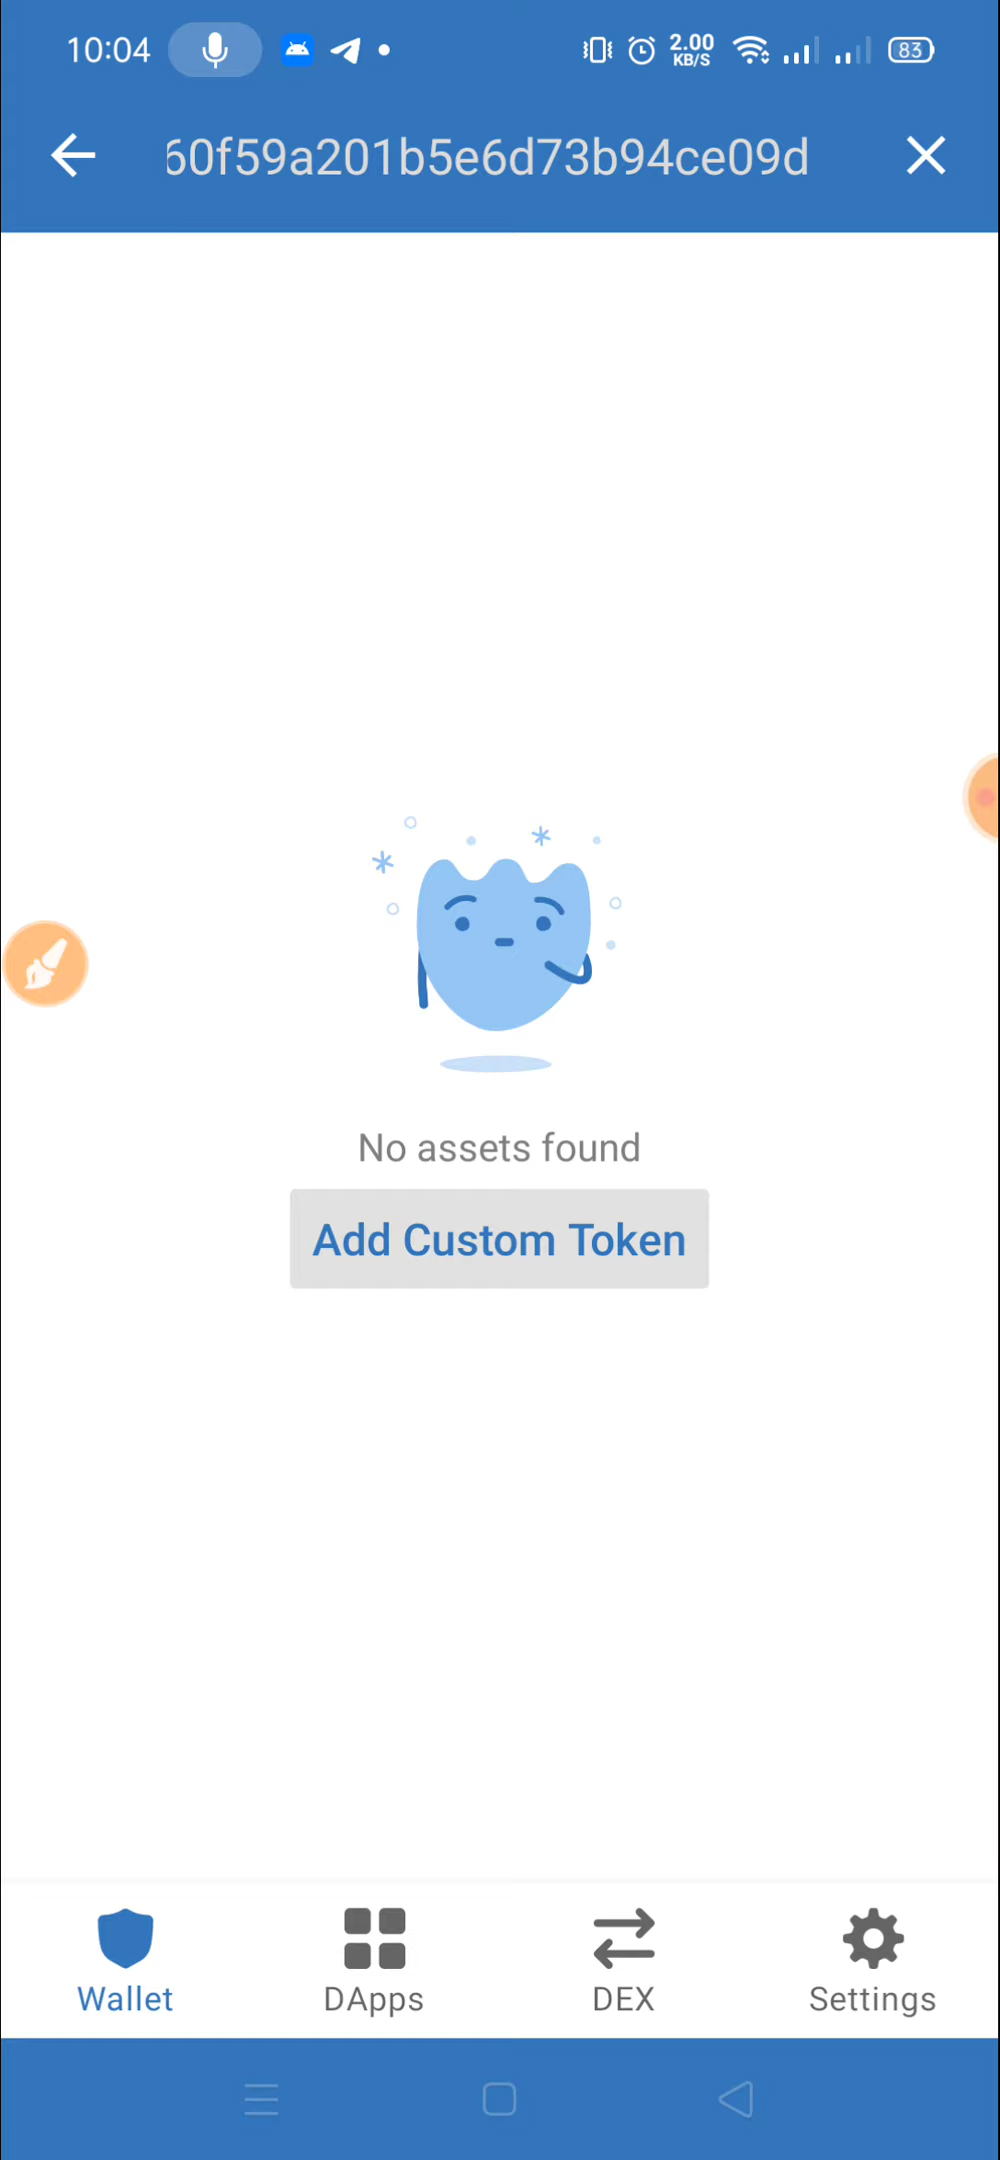 10:04
2.00
KB/S
83
60f59a201b5e6d73b94ce09d
No assets found
Add Custom Token
Wallet
DApps
DEX
Settings